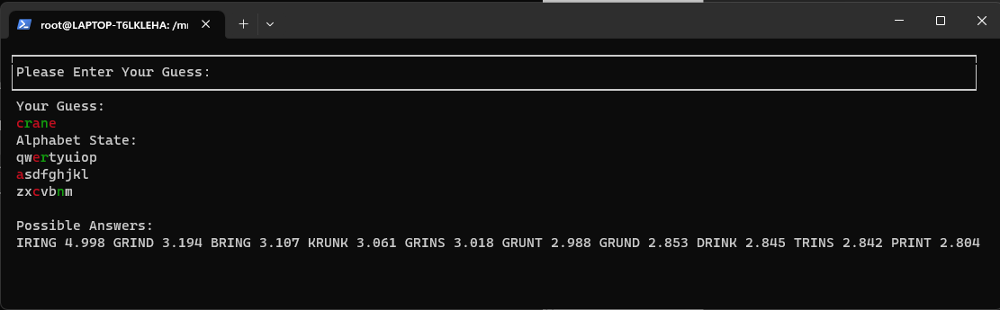 root@LAPTOP-T6LKLEHA: /m
Please Enter Your Guess:
Your Guess:
crane
Alphabet State:
qwertyuiop
asdfghjkl
zxcvbnm
Possible Answers:
IRING 4.998 GRIND 3.194 BRING 3.107 KRUNK 3.061 GRINS 3.018 GRUNT 2.988 GRUND 2.853 DRINK 2.845 TRINS 2.842 PRINT 2.804